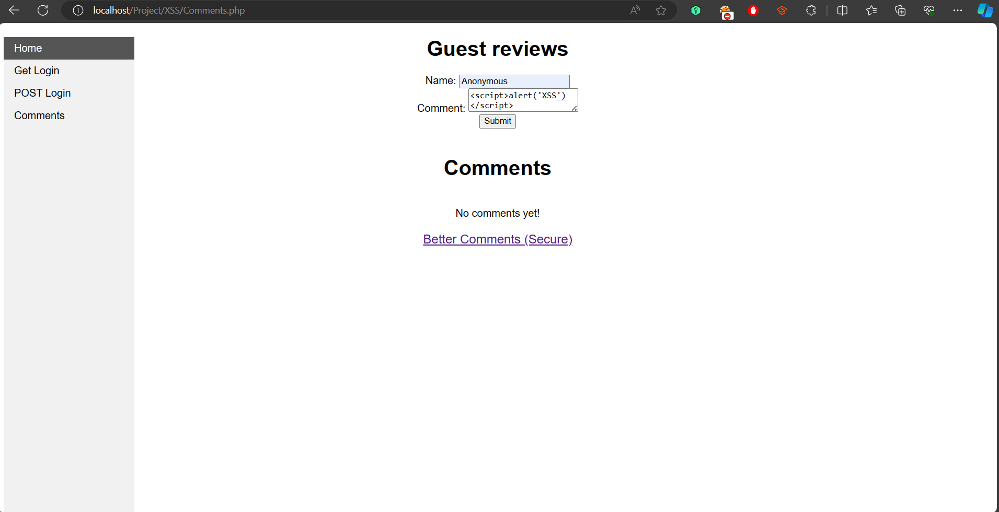 localhost/Project/XSS/Comments.php
Home
Get Login
POST Login
Comments
Guest reviews
Name: Anonymous
Comment: <script>alert('XSS')
</script>
Submit
Comments
No comments yet!
Better Comments (Secure)